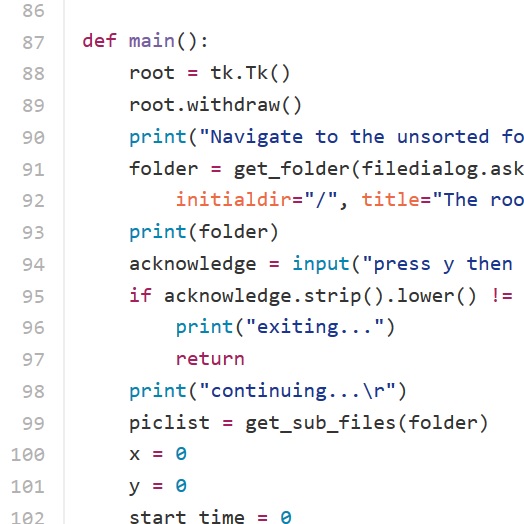 86
87 def main():
88     root = tk.Tk()
89     root.withdraw()
90     print("Navigate to the unsorted fo
91     folder = get_folder(filedialog.ask
92         initialdir="/", title="The roo
93     print(folder)
94     acknowledge = input("press y then
95     if acknowledge.strip().lower() !=
96         print("exiting...")
97         return
98     print("continuing...\r")
99     piclist = get_sub_files(folder)
100     x = 0
101     y = 0
102     start_time = 0